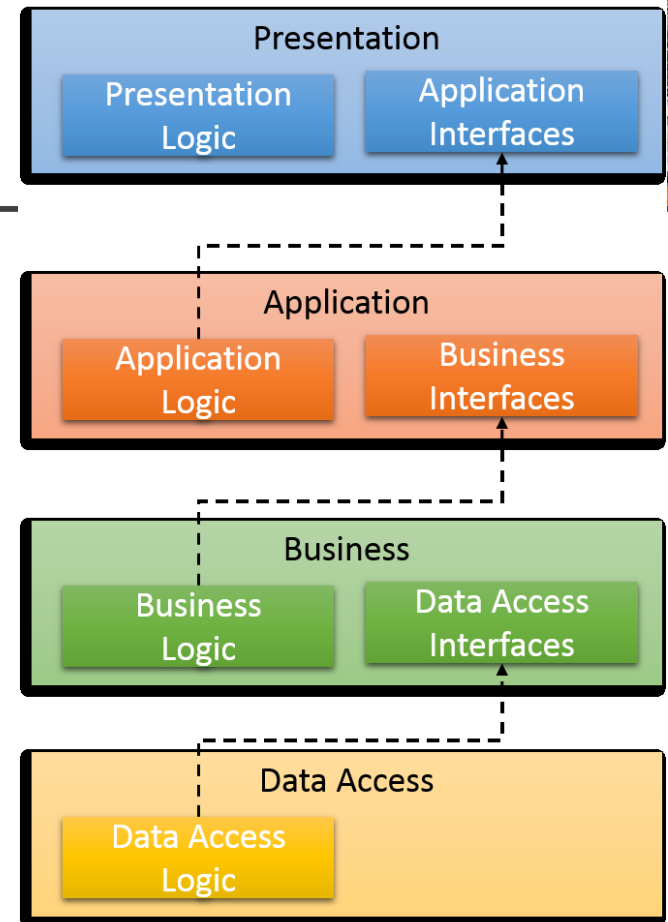 Presentation
Presentation
Logic
Application
Interfaces
Application
Application
Logic
Business
Interfaces
Business
Business
Logic
Data Access
Interfaces
Data Access
Data Access
Logic